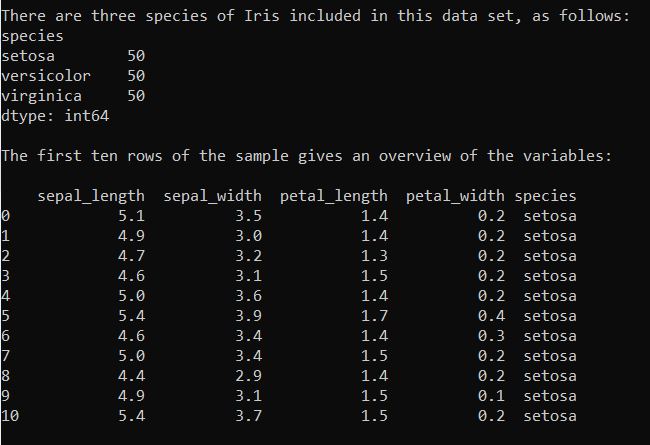 There are three species of Iris included in this data set, as follows:
species
setosa 50
versicolor 50
virginica 50
dtype: int64
The first ten rows of the sample gives an overview of the variables:
sepal_length sepal_width petal_length petal_width species
0 5.1 3.5 1.4 0.2 setosa
1 4.9 3.0 1.4 0.2 setosa
2 4.7 3.2 1.3 0.2 setosa
3 4.6 3.1 1.5 0.2 setosa
4 5.0 3.6 1.4 0.2 setosa
5 5.4 3.9 1.7 0.4 setosa
6 4.6 3.4 1.4 0.3 setosa
7 5.0 3.4 1.5 0.2 setosa
8 4.4 2.9 1.4 0.2 setosa
9 4.9 3.1 1.5 0.1 setosa
10 5.4 3.7 1.5 0.2 setosa